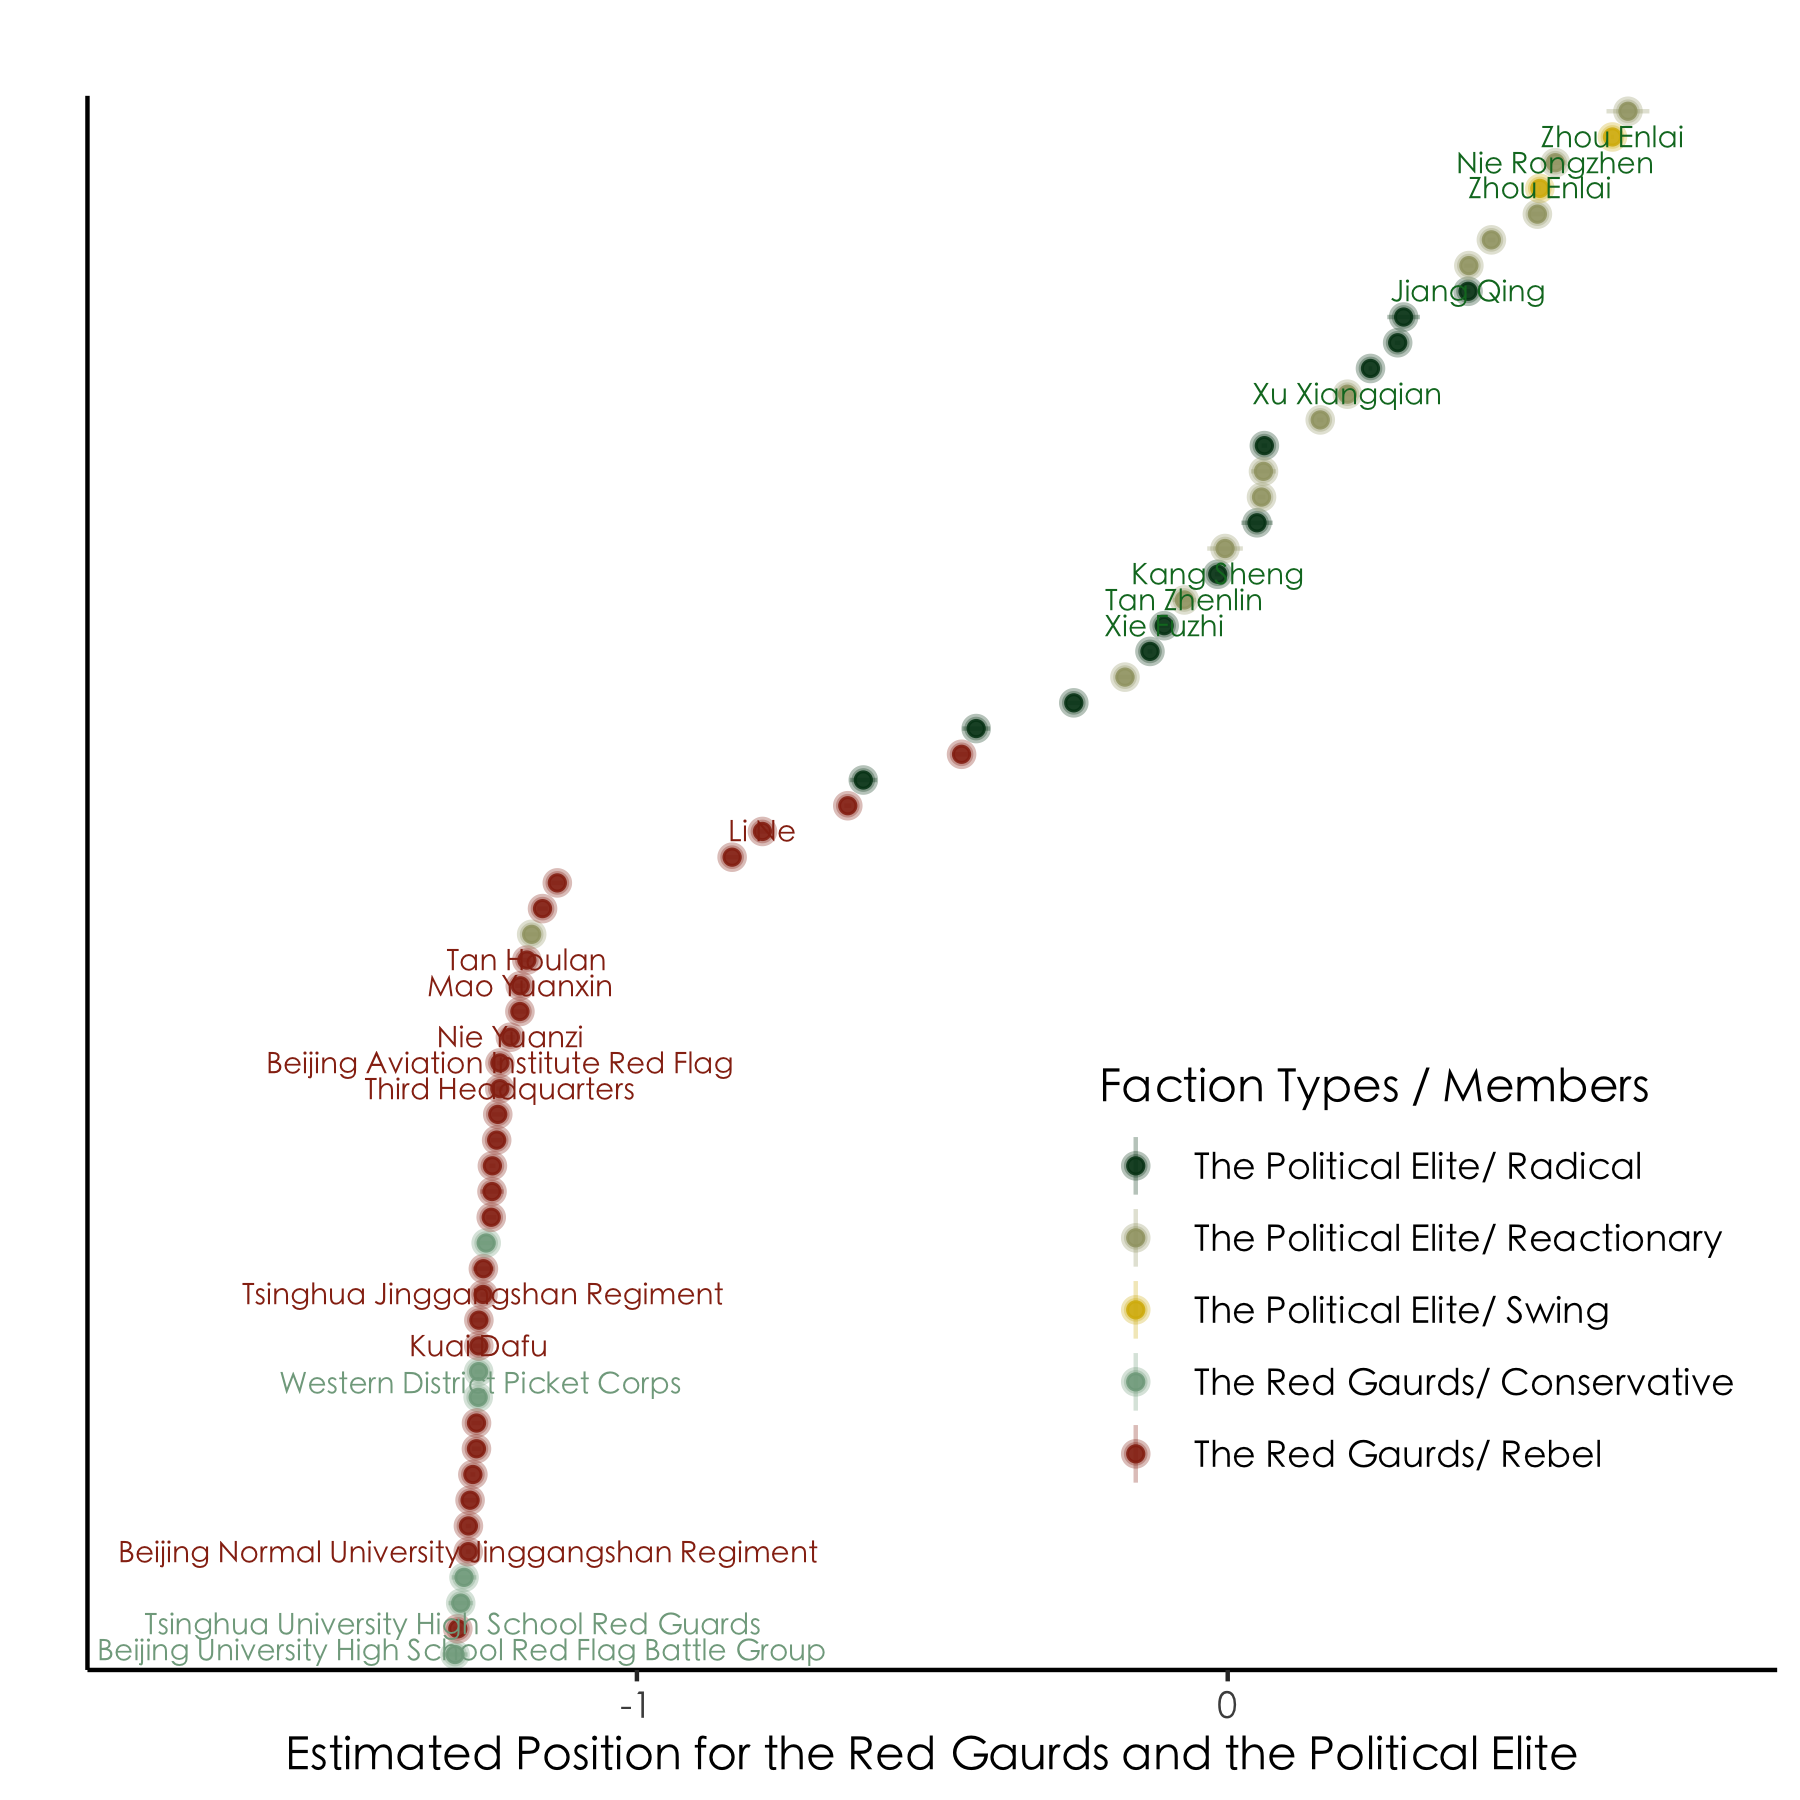 Zhou Enlai
Nie Rongzhen
Zhou Enlai
Jiang Qing
Xu Xiangqian
Kang Sheng
Tan Zhenlin
Xie Fuzhi
Li Ne
Tan Houlan
Mao Yuanxin
Nie Yuanzi
Beijing Aviation Institute Red Flag
Third Headquarters
Tsinghua Jinggangshan Regiment
Kuai Dafu
Western District Picket Corps
Beijing Normal University Jinggangshan Regiment
Tsinghua University High School Red Guards
Beijing University High School Red Flag Battle Group
Faction Types / Members
The Political Elite/ Radical
The Political Elite/ Reactionary
The Political Elite/ Swing
The Red Gaurds/ Conservative
The Red Gaurds/ Rebel
-1 0
Estimated Position for the Red Gaurds and the Political Elite